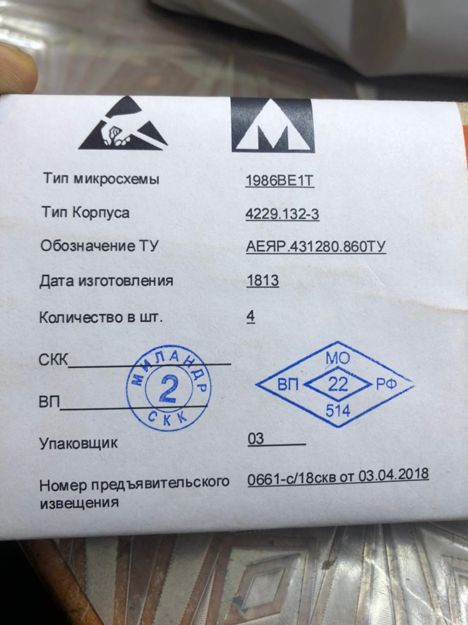 Тип микросхемы 1986ВЕ1Т
Тип Корпуса 4229.132-3
Обозначение ТУ АЕЯР.431280.860ТУ
Дата изготовления 1813
Количество в шт. 4
СКК
МИЛАНДР
2
СКК
МО
ВП 22 РФ
514
ВП
Упаковщик 03
Номер предъявительского 0661-с/18скв от 03.04.2018
извещения